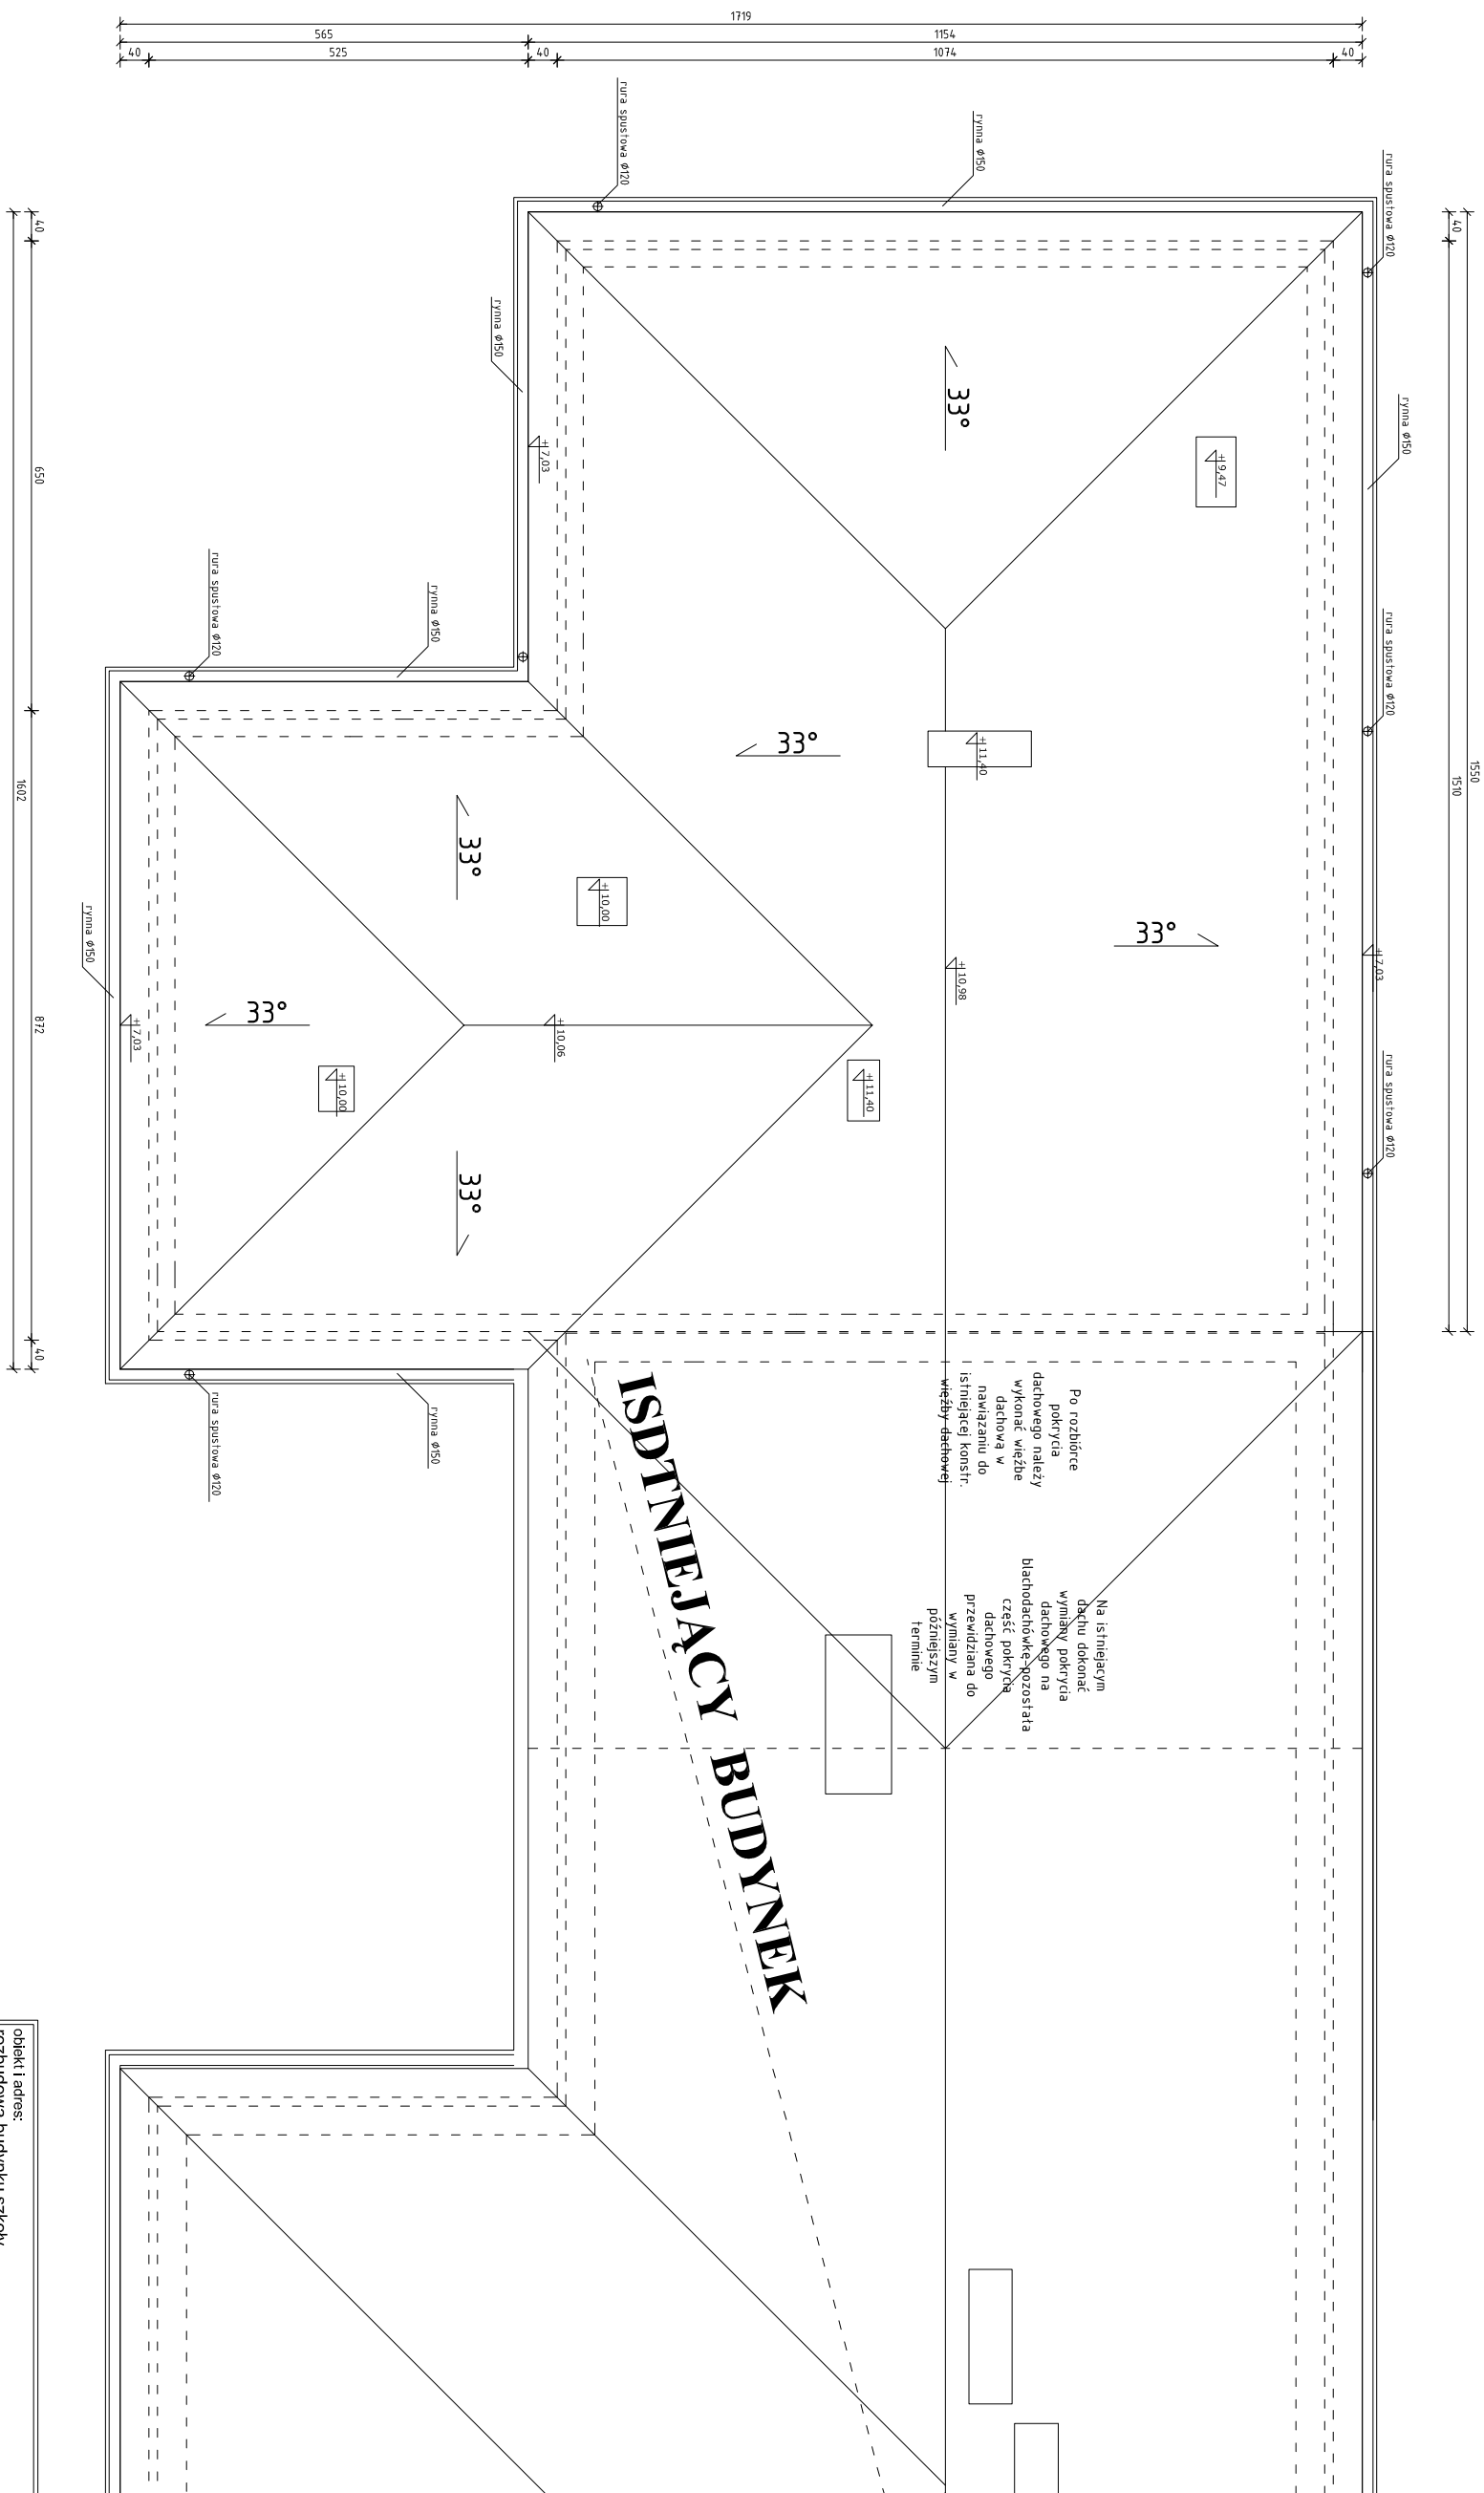 1719
565
1154
40
525
40
1074
40
rura spustowa Ø120
rynna Ø150
rura spustowa Ø120
40
1510
1550
40
650
872
40
1602
rynna Ø150
rynna Ø150
+7,03
33°
+9,47
rura spustowa Ø120
rynna Ø150
rura spustowa Ø120
33°
+11,40
33°
+10,00
33°
+10,98
+7,03
rynna Ø150
+7,03
33°
+10,06
+10,00
+11,40
rura spustowa Ø120
33°
rura spustowa Ø120
rynna Ø150
Po rozbiórce
pokrycia
dachowego należy
wykonać więźbe
dachową w
nawiązaniu do
istniejącej konstr.
więźby dachowej
Na istniejacym
dachu dokonać
wymiany pokrycia
dachowego na
blachodachówkę-pozostała
część pokrycia
dachowego
przewidziana do
wymiany w
późniejszym
terminie
ISDTNIEJĄCY BUDYNEK
obiekt i adres:
rozbudowa budynku szkoły